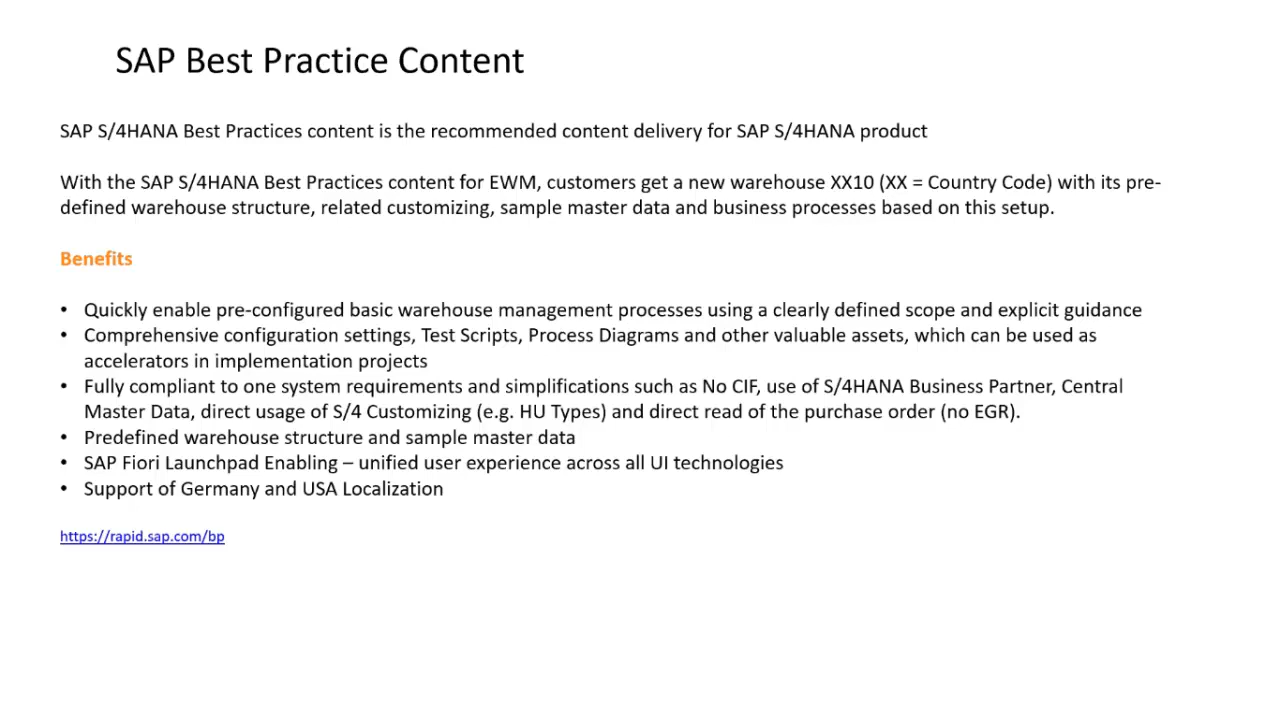 SAP Best Practice Content
SAP S/4HANA Best Practices content is the recommended content delivery for SAP S/4HANA product
With the SAP S/4HANA Best Practices content for EWM, customers get a new warehouse XX10 (XX = Country Code) with its pre-
defined warehouse structure, related customizing, sample master data and business processes based on this setup.
Benefits
• Quickly enable pre-configured basic warehouse management processes using a clearly defined scope and explicit guidance
• Comprehensive configuration settings, Test Scripts, Process Diagrams and other valuable assets, which can be used as
accelerators in implementation projects
• Fully compliant to one system requirements and simplifications such as No CIF, use of S/4HANA Business Partner, Central
Master Data, direct usage of S/4 Customizing (e.g. HU Types) and direct read of the purchase order (no EGR).
• Predefined warehouse structure and sample master data
• SAP Fiori Launchpad Enabling – unified user experience across all UI technologies
• Support of Germany and USA Localization
https://rapid.sap.com/bp